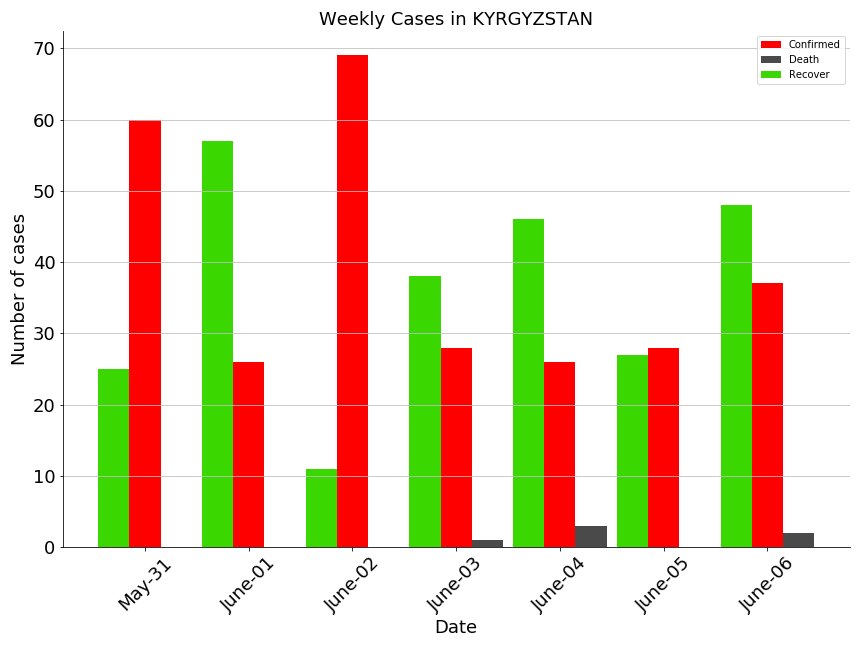 Weekly Cases in KYRGYZSTAN
Confirmed
Death
Recover
Number of cases
70
60
50
40
30
20
10
0
May-31
June-01
June-02
June-03
June-04
June-05
June-06
Date